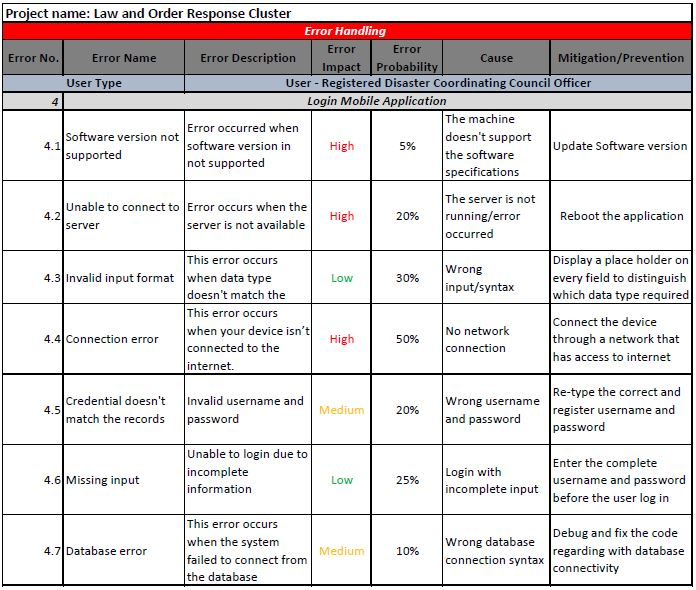 Project name: Law and Order Response Cluster
Error Handling
Error No. Error Name Error Description Error Impact Error Probability Cause Mitigation/Prevention
User Type User - Registered Disaster Coordinating Council Officer
4 Login Mobile Application
4.1 Software version not supported Error occurred when software version in not supported High 5% The machine doesn't support the software specifications Update Software version
4.2 Unable to connect to server Error occurs when the server is not available High 20% The server is not running/error occurred Reboot the application
4.3 Invalid input format This error occurs when data type doesn't match the Low 30% Wrong input/syntax Display a place holder on every field to distinguish which data type required
4.4 Connection error This error occurs when your device isn’t connected to the internet. High 50% No network connection Connect the device through a network that has access to internet
4.5 Credential doesn't match the records Invalid username and password Medium 20% Wrong username and password Re-type the correct and register username and password
4.6 Missing input Unable to login due to incomplete information Low 25% Login with incomplete input Enter the complete username and password before the user log in
4.7 Database error This error occurs when the system failed to connect from the database Medium 10% Wrong database connection syntax Debug and fix the code regarding with database connectivity